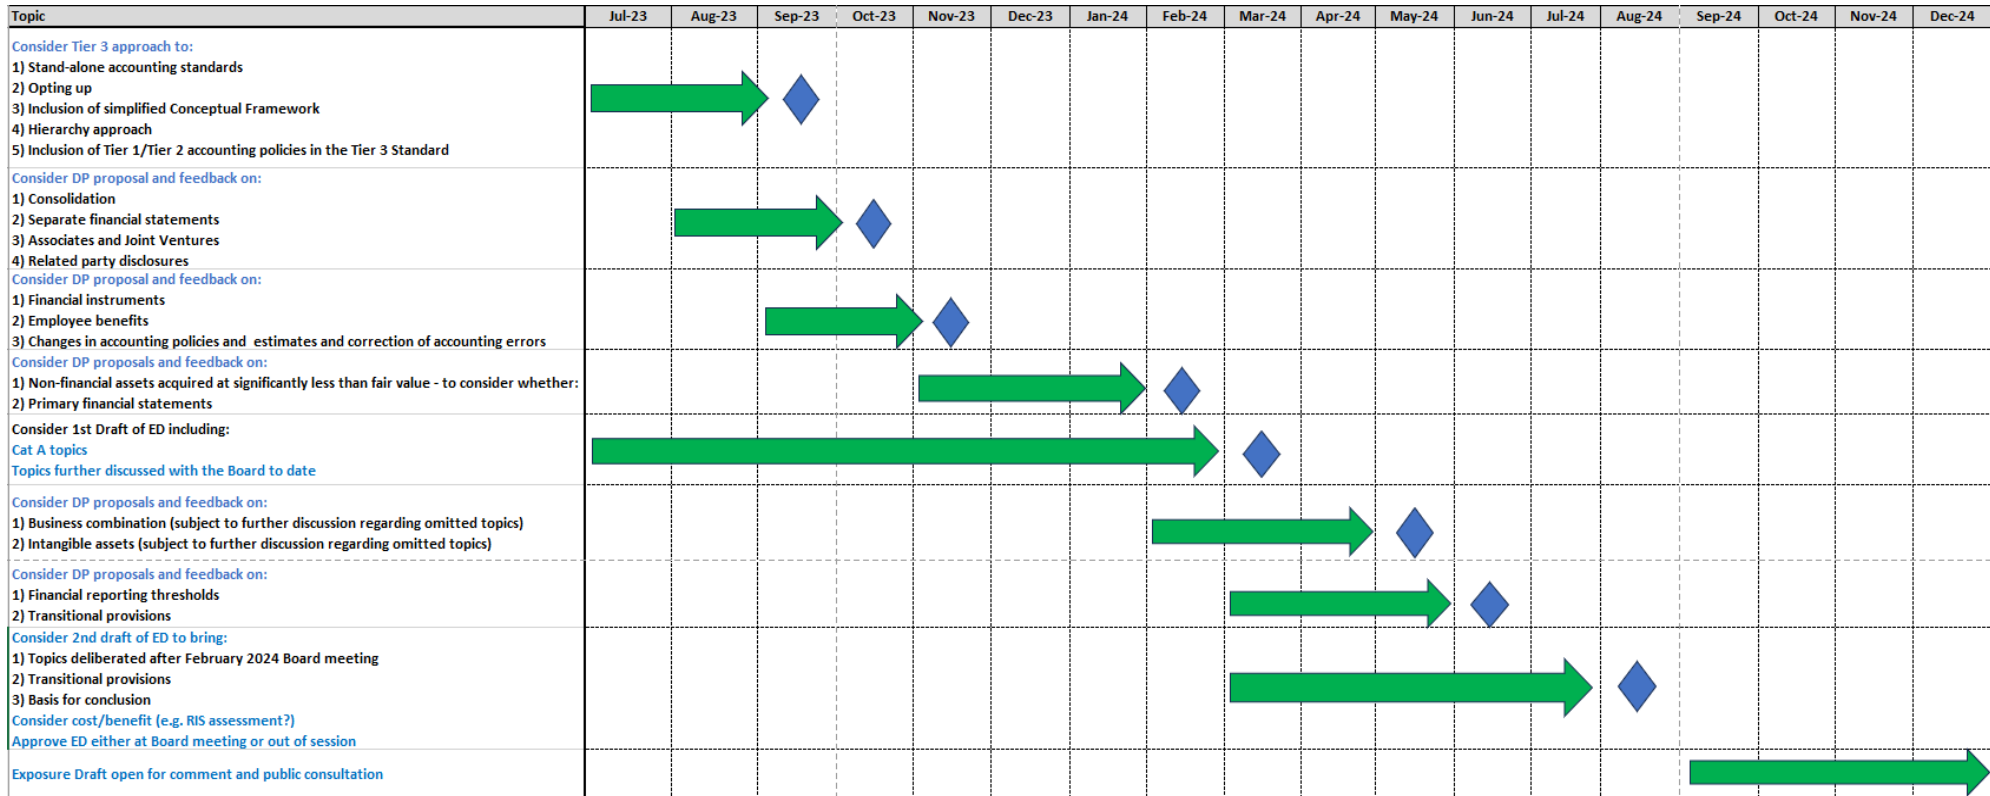 Topic Jul-23 Aug-23 Sep-23 Oct-23 Nov-23 Dec-23 Jan-24 Feb-24 Mar-24 Apr-24 May-24 Jun-24 Jul-24 Aug-24 Sep-24 Oct-24 Nov-24 Dec-24
Consider Tier 3 approach to:
1) Stand-alone accounting standards
2) Opting up
3) Inclusion of simplified Conceptual Framework
4) Hierarchy approach
5) Inclusion of Tier 1/Tier 2 accounting policies in the Tier 3 Standard
Consider DP proposal and feedback on:
1) Consolidation
2) Separate financial statements
3) Associates and Joint Ventures
4) Related party disclosures
Consider DP proposal and feedback on:
1) Financial instruments
2) Employee benefits
3) Changes in accounting policies and estimates and correction of accounting errors
Consider DP proposals and feedback on:
1) Non-financial assets acquired at significantly less than fair value - to consider whether:
2) Primary financial statements
Consider 1st Draft of ED including:
Cat A topics
Topics further discussed with the Board to date
Consider DP proposals and feedback on:
1) Business combination (subject to further discussion regarding omitted topics)
2) Intangible assets (subject to further discussion regarding omitted topics)
Consider DP proposals and feedback on:
1) Financial reporting thresholds
2) Transitional provisions
Consider 2nd draft of ED to bring:
1) Topics deliberated after February 2024 Board meeting
2) Transitional provisions
3) Basis for conclusion
Consider cost/benefit (e.g. RIS assessment?)
Approve ED either at Board meeting or out of session
Exposure Draft open for comment and public consultation